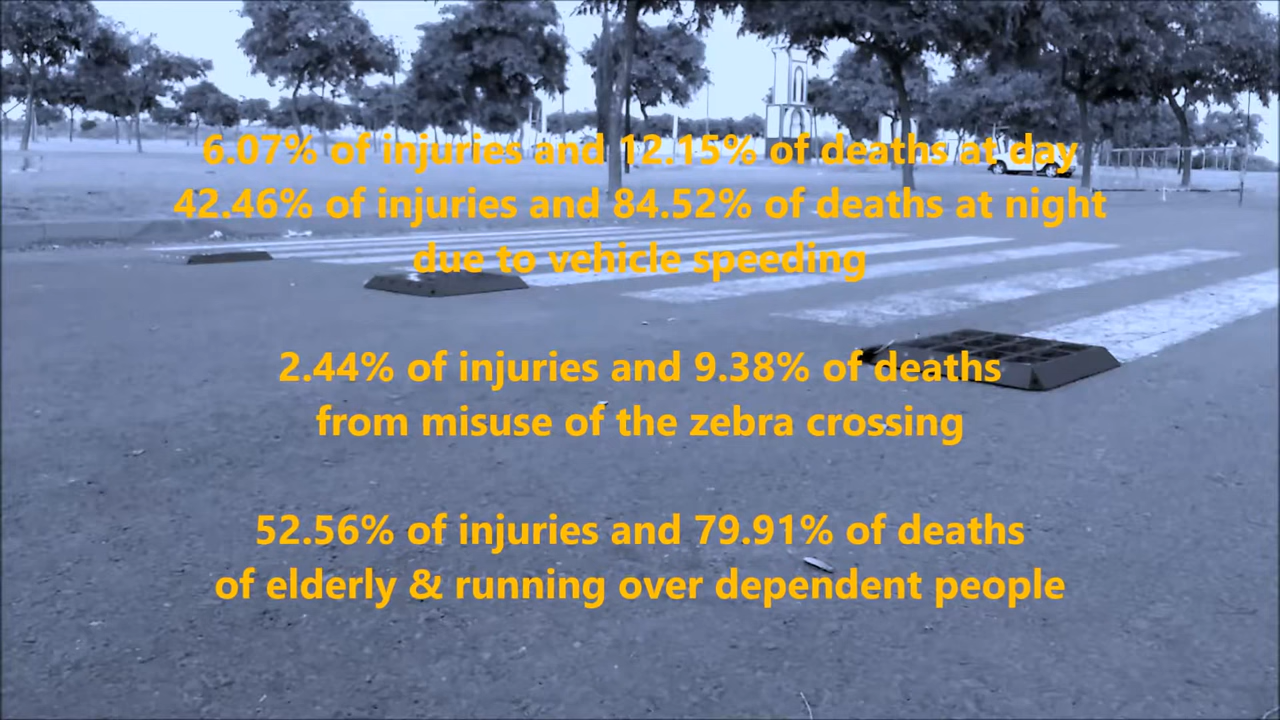 6.07% of injuries and 12.15% of deaths at day
42.46% of injuries and 84.52% of deaths at night
due to vehicle speeding
2.44% of injuries and 9.38% of deaths
from misuse of the zebra crossing
52.56% of injuries and 79.91% of deaths
of elderly & running over dependent people